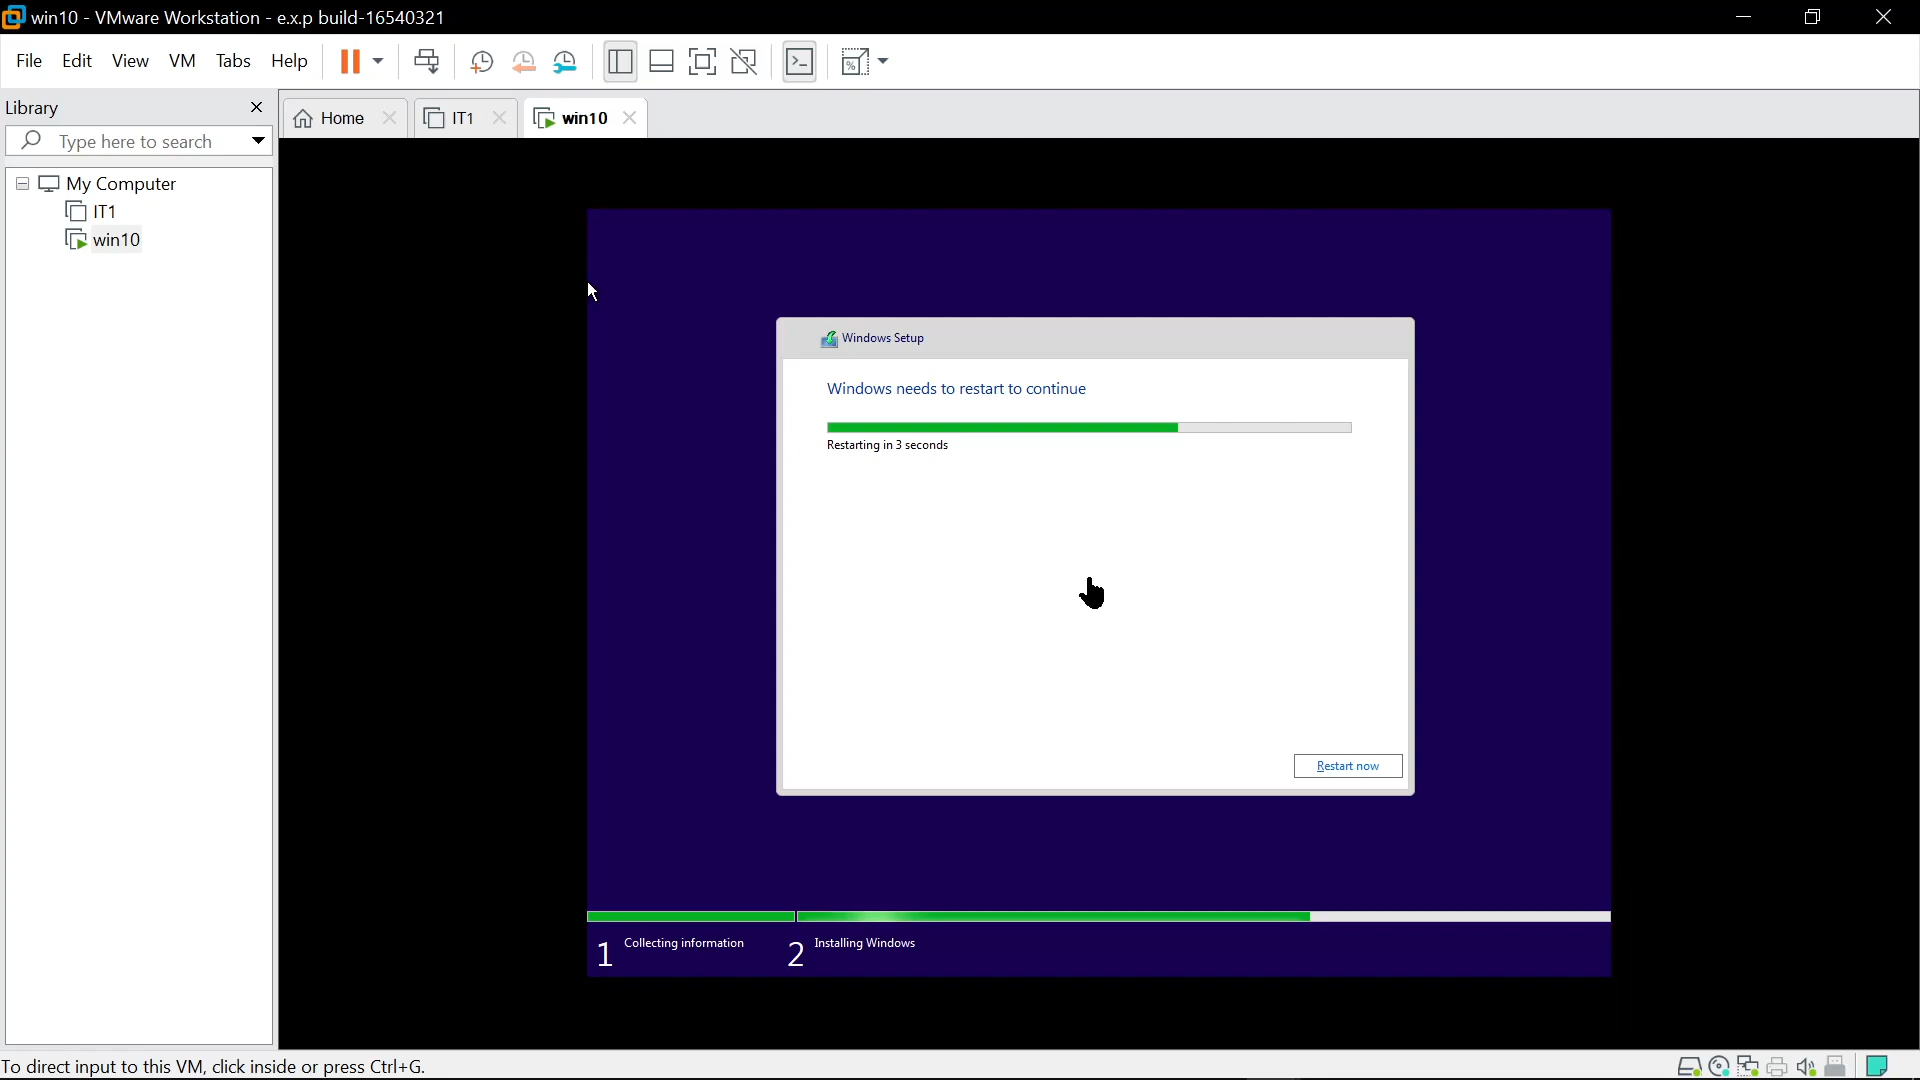 win10 - VMware Workstation - e.x.p build-16540321
File Edit View VM Tabs Help
Library
Home IT1 win10
Type here to search
My Computer
IT1
win10
Windows Setup
Windows needs to restart to continue
Restarting in 3 seconds
Restart now
1 Collecting information 2 Installing Windows
To direct input to this VM, click inside or press Ctrl+G.